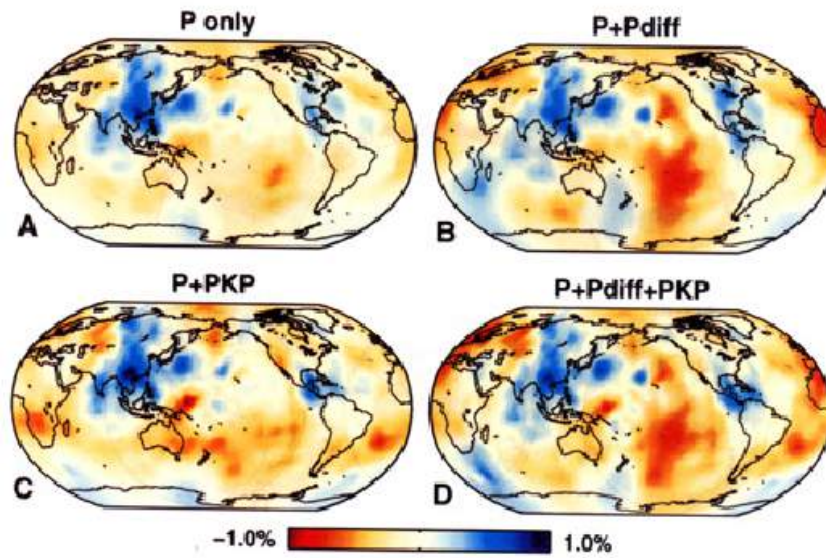 P only
P+Pdiff
A
B
P+PKP
P+Pdiff+PKP
C
D
−1.0%
1.0%